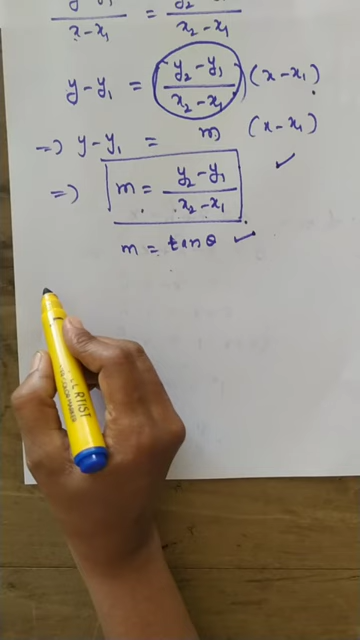 y - y₁ / x - x₁ = y₂ - y₁ / x₂ - x₁
y - y₁ = (y₂ - y₁ / x₂ - x₁) (x - x₁)
=> y - y₁ = m (x - x₁)
=> m = y₂ - y₁ / x₂ - x₁ ✓
m = tan θ ✓
ARTIST